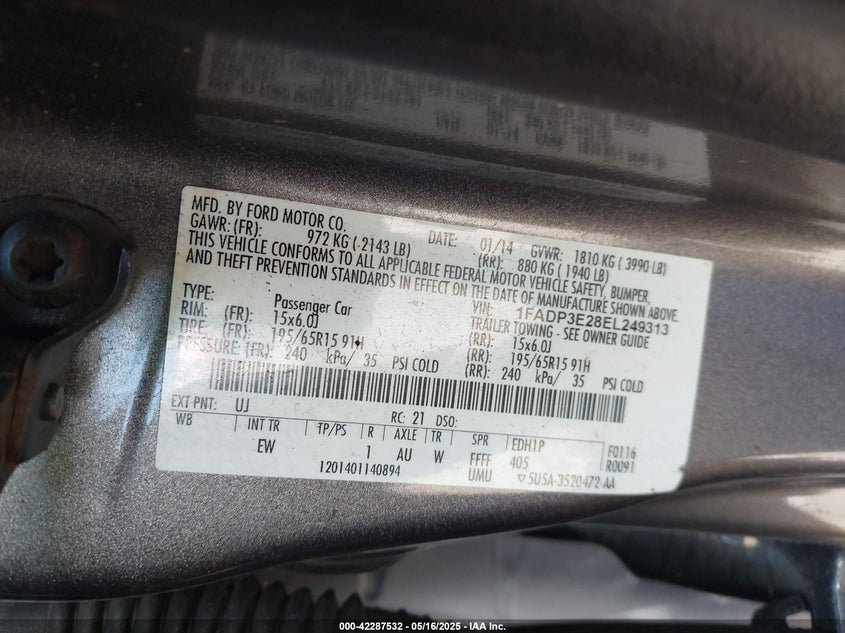 MFD. BY FORD MOTOR CO. DATE: 01/14 GVWR: 1810 KG ( 3990 LB)
GAWR: (FR): 972 KG ( 2143 LB) (RR): 880 KG ( 1940 LB)
THIS VEHICLE CONFORMS TO ALL APPLICABLE FEDERAL MOTOR VEHICLE SAFETY, BUMPER,
AND THEFT PREVENTION STANDARDS IN EFFECT ON THE DATE OF MANUFACTURE SHOWN ABOVE.
VIN: 1FADP3E28EL249313
TYPE: Passenger Car TRAILER TOWING - SEE OWNER GUIDE
RIM: (FR): 15x6.0J (RR): 15x6.0J
TIRE: (FR): 195/65R15 91H (RR): 195/65R15 91H
PRESSURE: (FR): 240 kPa/ 35 PSI COLD (RR): 240 kPa/ 35 PSI COLD
EXT PNT: UJ RC: 21 DSO:
WB INT TR TP/PS R AXLE TR SPR EDH1P F0116
EW 1 AU W FFFF 405 R0091
1201401140894 UMU ▽5U5A-3520472-AA
000-42287532 - 05/16/2025 - IAA Inc.